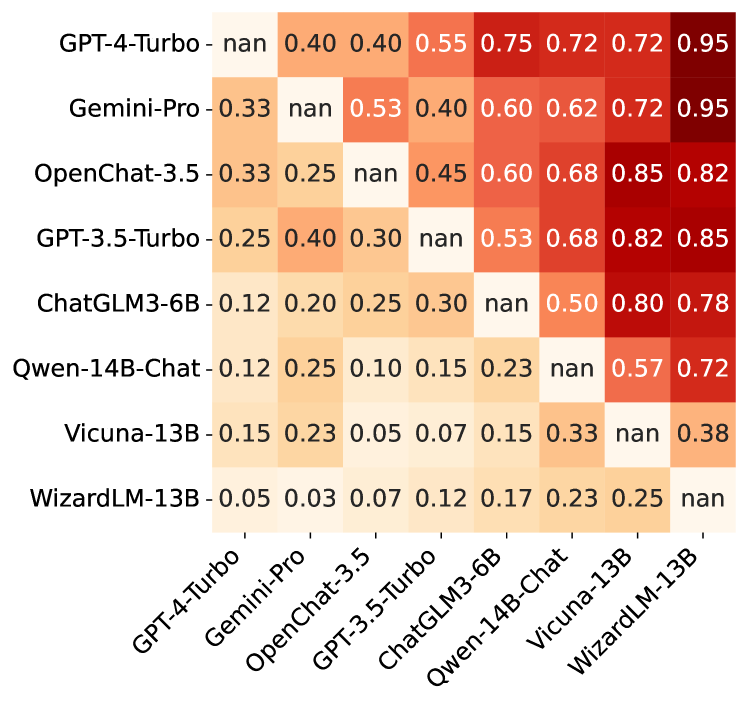 GPT-4-Turbo nan 0.40 0.40 0.55 0.75 0.72 0.72 0.95
Gemini-Pro 0.33 nan 0.53 0.40 0.60 0.62 0.72 0.95
OpenChat-3.5 0.33 0.25 nan 0.45 0.60 0.68 0.85 0.82
GPT-3.5-Turbo 0.25 0.40 0.30 nan 0.53 0.68 0.82 0.85
ChatGLM3-6B 0.12 0.20 0.25 0.30 nan 0.50 0.80 0.78
Qwen-14B-Chat 0.12 0.25 0.10 0.15 0.23 nan 0.57 0.72
Vicuna-13B 0.15 0.23 0.05 0.07 0.15 0.33 nan 0.38
WizardLM-13B 0.05 0.03 0.07 0.12 0.17 0.23 0.25 nan
GPT-4-Turbo
Gemini-Pro
OpenChat-3.5
GPT-3.5-Turbo
ChatGLM3-6B
Qwen-14B-Chat
Vicuna-13B
WizardLM-13B